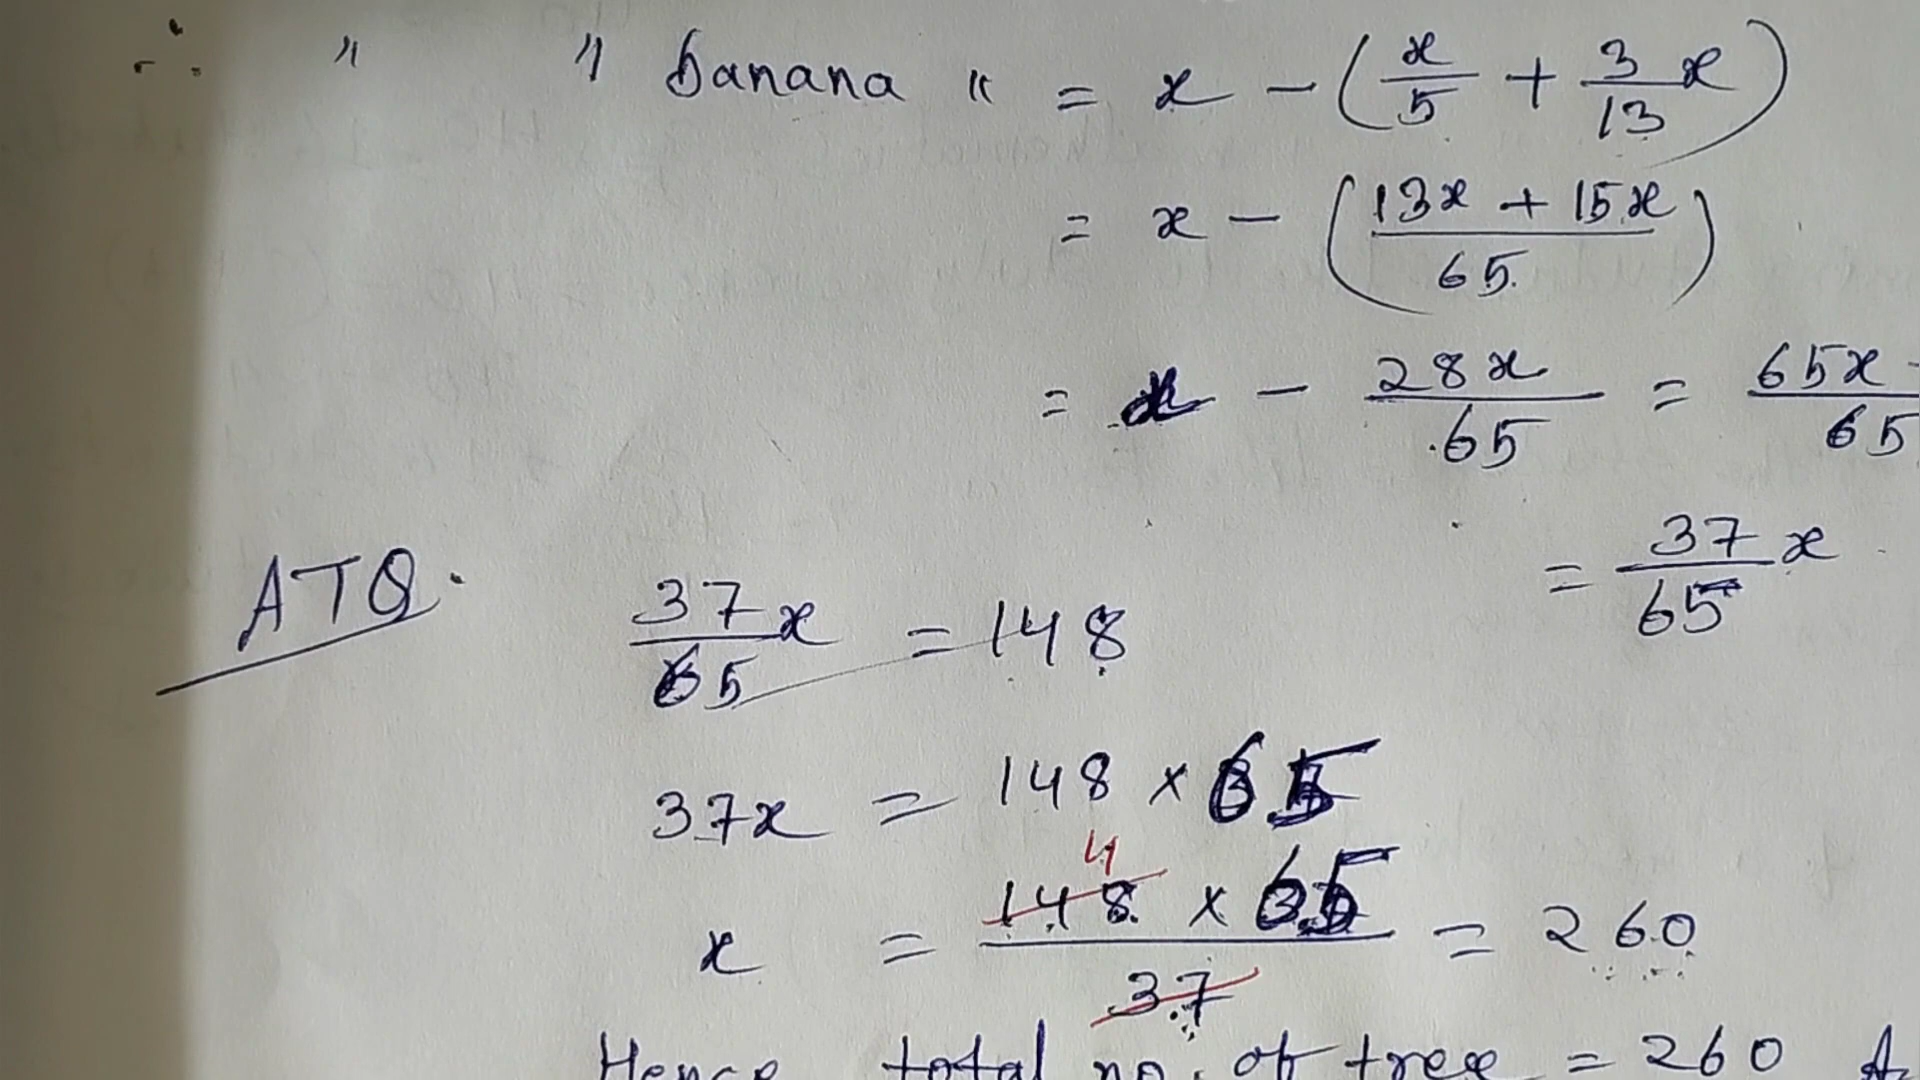 ∴ " " banana " = x - (x/5 + 3/13 x)
= x - (13x + 15x / 65)
= x - 28x/65 = 65x - / 65
= 37/65 x
ATQ. 37/65 x = 148
37x = 148 × 65
4
x = 148 × 65 / 37 = 260
Hence total no. of tree = 260